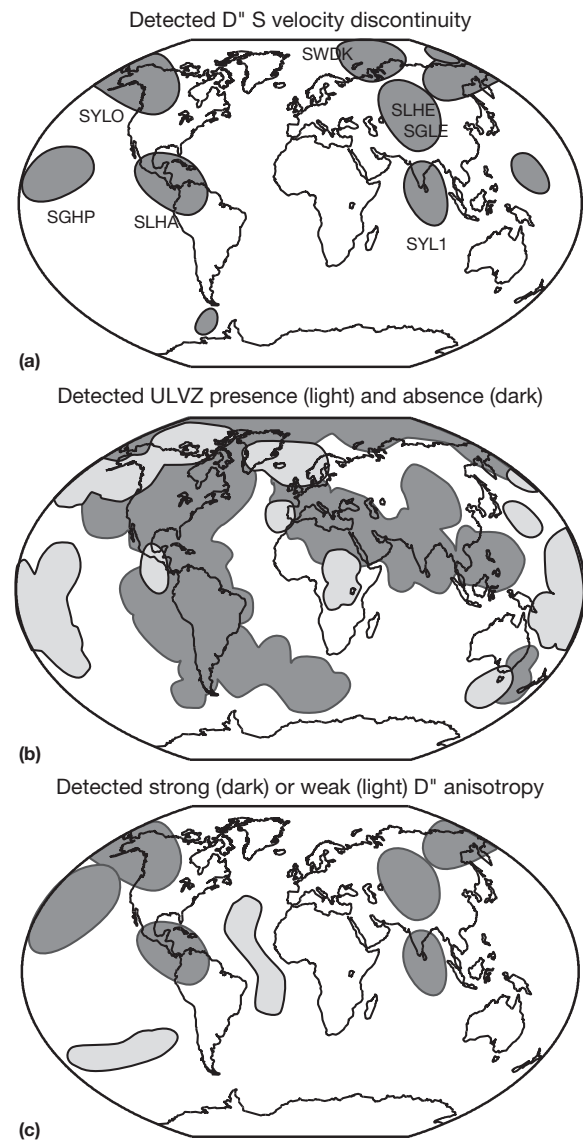 Detected D" S velocity discontinuity
SWDK
SYLO
SLHE
SGLE
SGHP
SLHA
SYL1
(a)
Detected ULVZ presence (light) and absence (dark)
(b)
Detected strong (dark) or weak (light) D" anisotropy
(c)